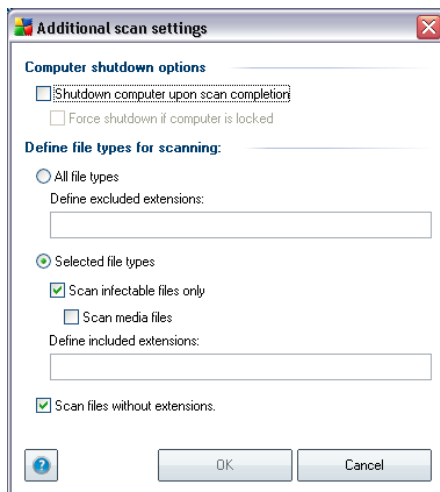 Additional scan settings
Computer shutdown options
Shutdown computer upon scan completion
Force shutdown if computer is locked
Define file types for scanning:
All file types
Define excluded extensions:
Selected file types
Scan infectable files only
Scan media files
Define included extensions:
Scan files without extensions.
?
OK
Cancel